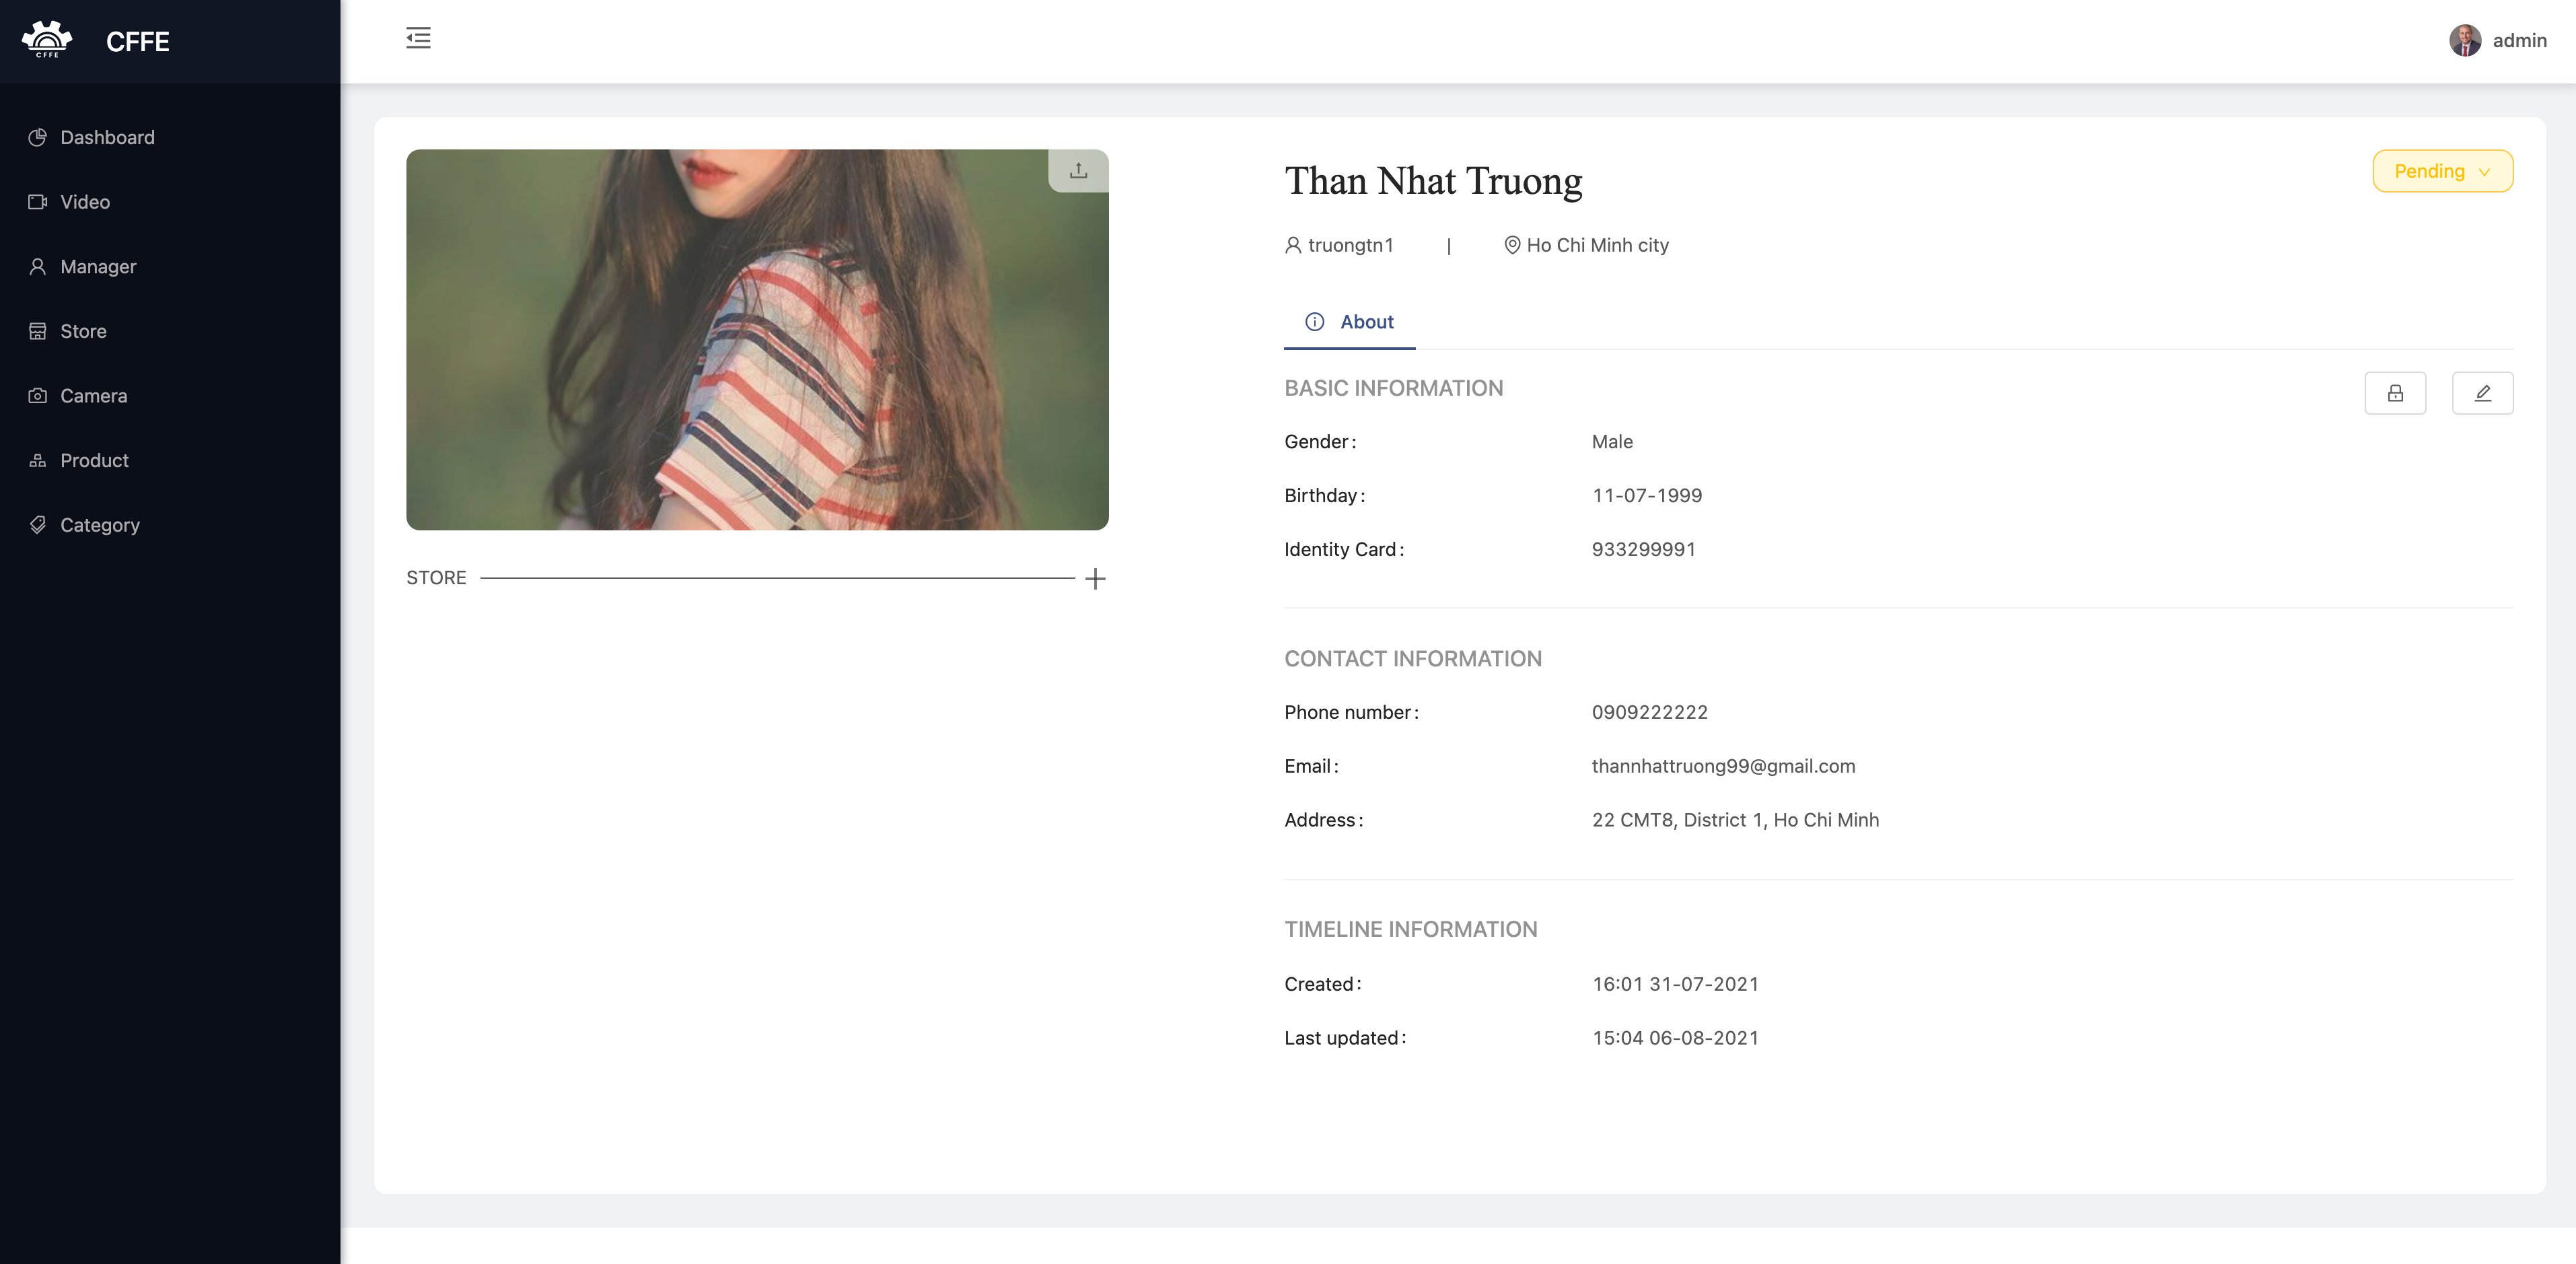 CFFE
CFFE
admin
Dashboard
Video
Manager
Store
Camera
Product
Category
STORE
Than Nhat Truong
Pending
truongtn1 | Ho Chi Minh city
About
BASIC INFORMATION
Gender: Male
Birthday: 11-07-1999
Identity Card: 933299991
CONTACT INFORMATION
Phone number: 0909222222
Email: thannhattruong99@gmail.com
Address: 22 CMT8, District 1, Ho Chi Minh
TIMELINE INFORMATION
Created: 16:01 31-07-2021
Last updated: 15:04 06-08-2021